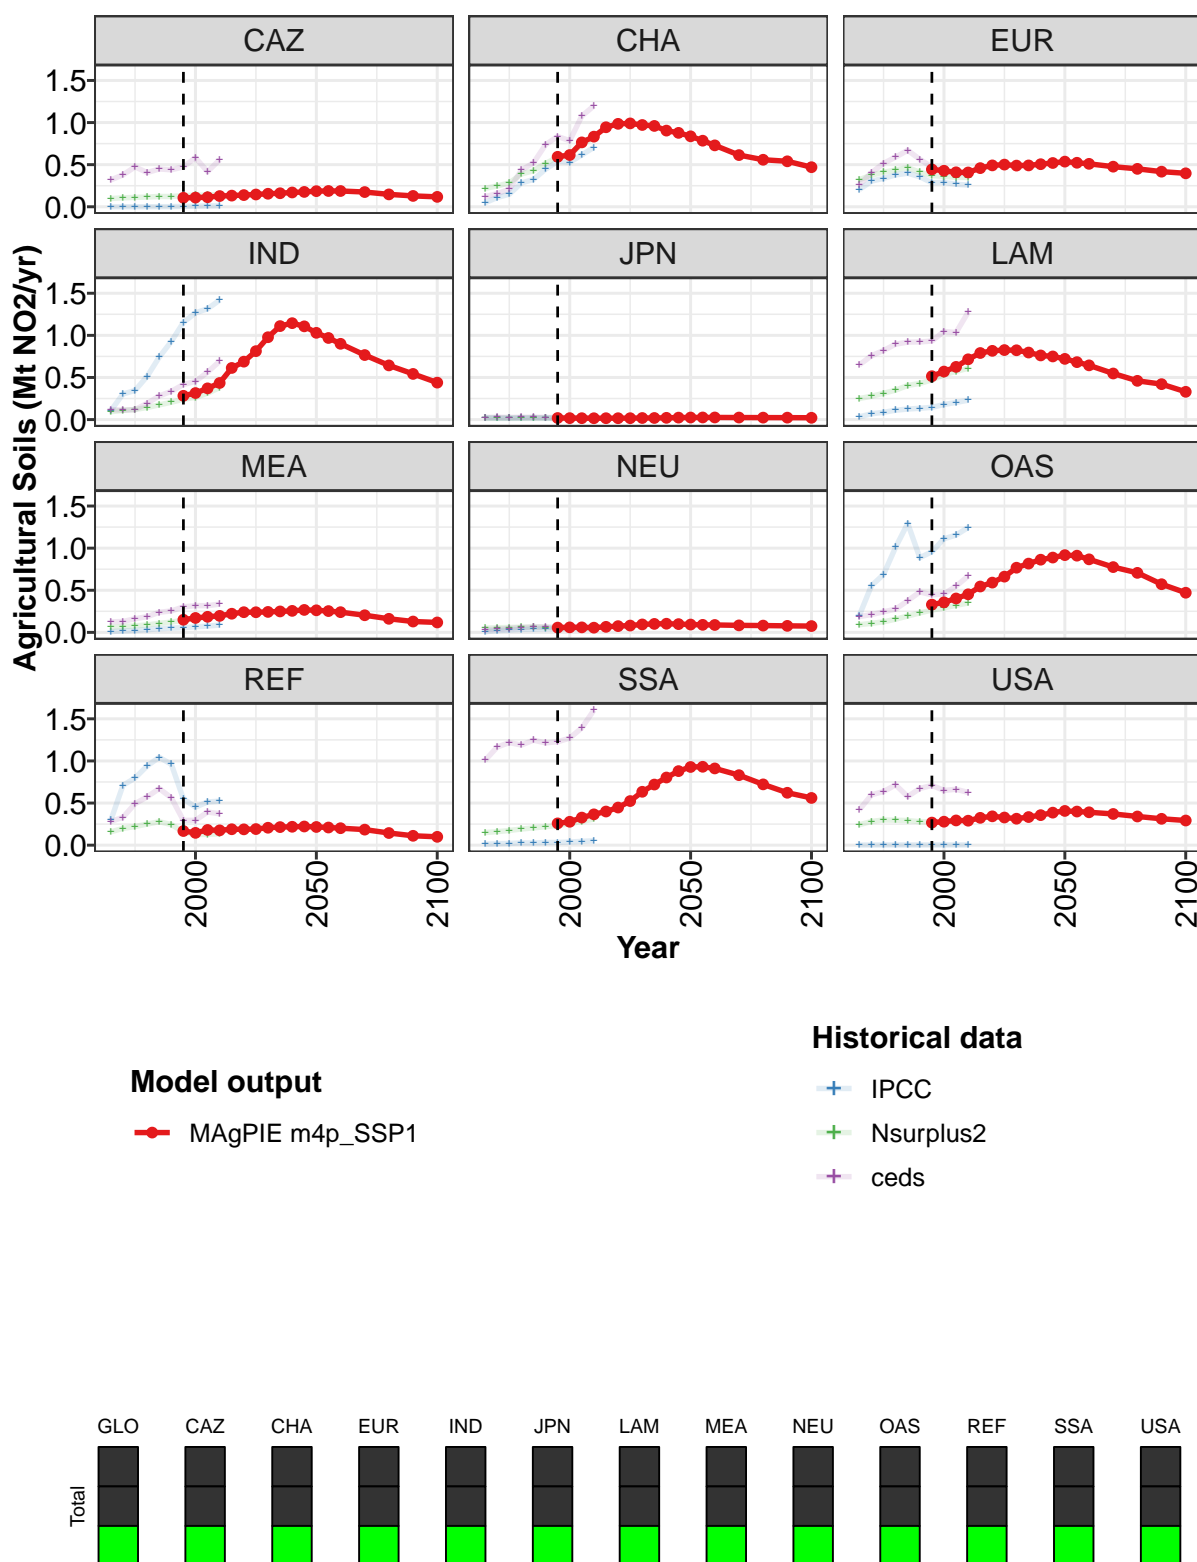 CAZ CHA EUR
1.5
1.0
0.5
0.0
IND JPN LAM
1.5
1.0
0.5
0.0
MEA NEU OAS
1.5
1.0
0.5
0.0
REF SSA USA
1.5
1.0
0.5
0.0
Agricultural Soils (Mt NO2/yr)
2000 2050 2100 2000 2050 2100 2000 2050 2100
Year
Model output
MAgPIE m4p_SSP1
Historical data
IPCC
Nsurplus2
ceds
GLO CAZ CHA EUR IND JPN LAM MEA NEU OAS REF SSA USA
Total